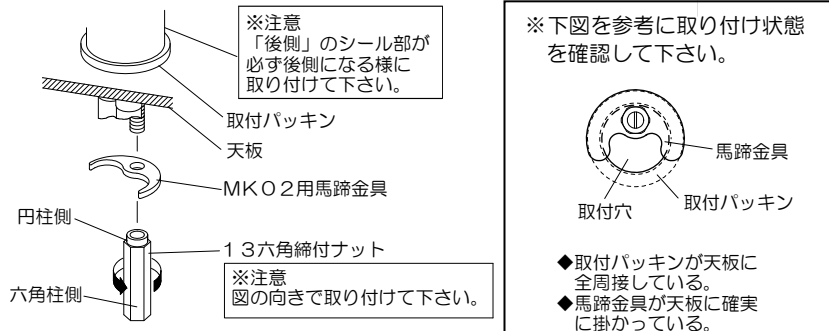 ※注意
「後側」のシール部が
必ず後側になる様に
取り付けて下さい。
取付パッキン
天板
MK02用馬蹄金具
円柱側
13六角締付ナット
※注意
図の向きで取り付けて下さい。
六角柱側
※下図を参考に取り付け状態
を確認して下さい。
馬蹄金具
取付穴
取付パッキン
◆取付パッキンが天板に
全周接している。
◆馬蹄金具が天板に確実
に掛かっている。